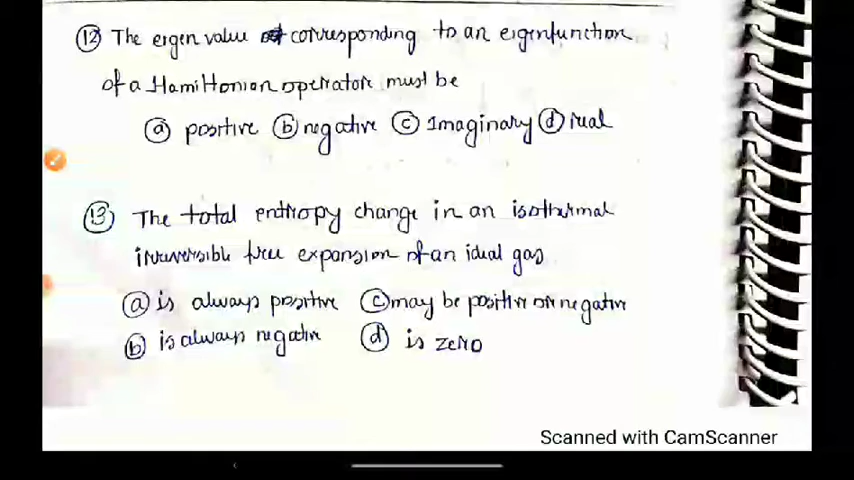 (12) The eigen value corresponding to an eigenfunction
of a Hamiltonian operator must be
(a) positive (b) negative (c) Imaginary (d) real
(13) The total entropy change in an isothermal
irreversible free expansion of an ideal gas
(a) is always positive (c) may be positive or negative
(b) is always negative (d) is zero
Scanned with CamScanner